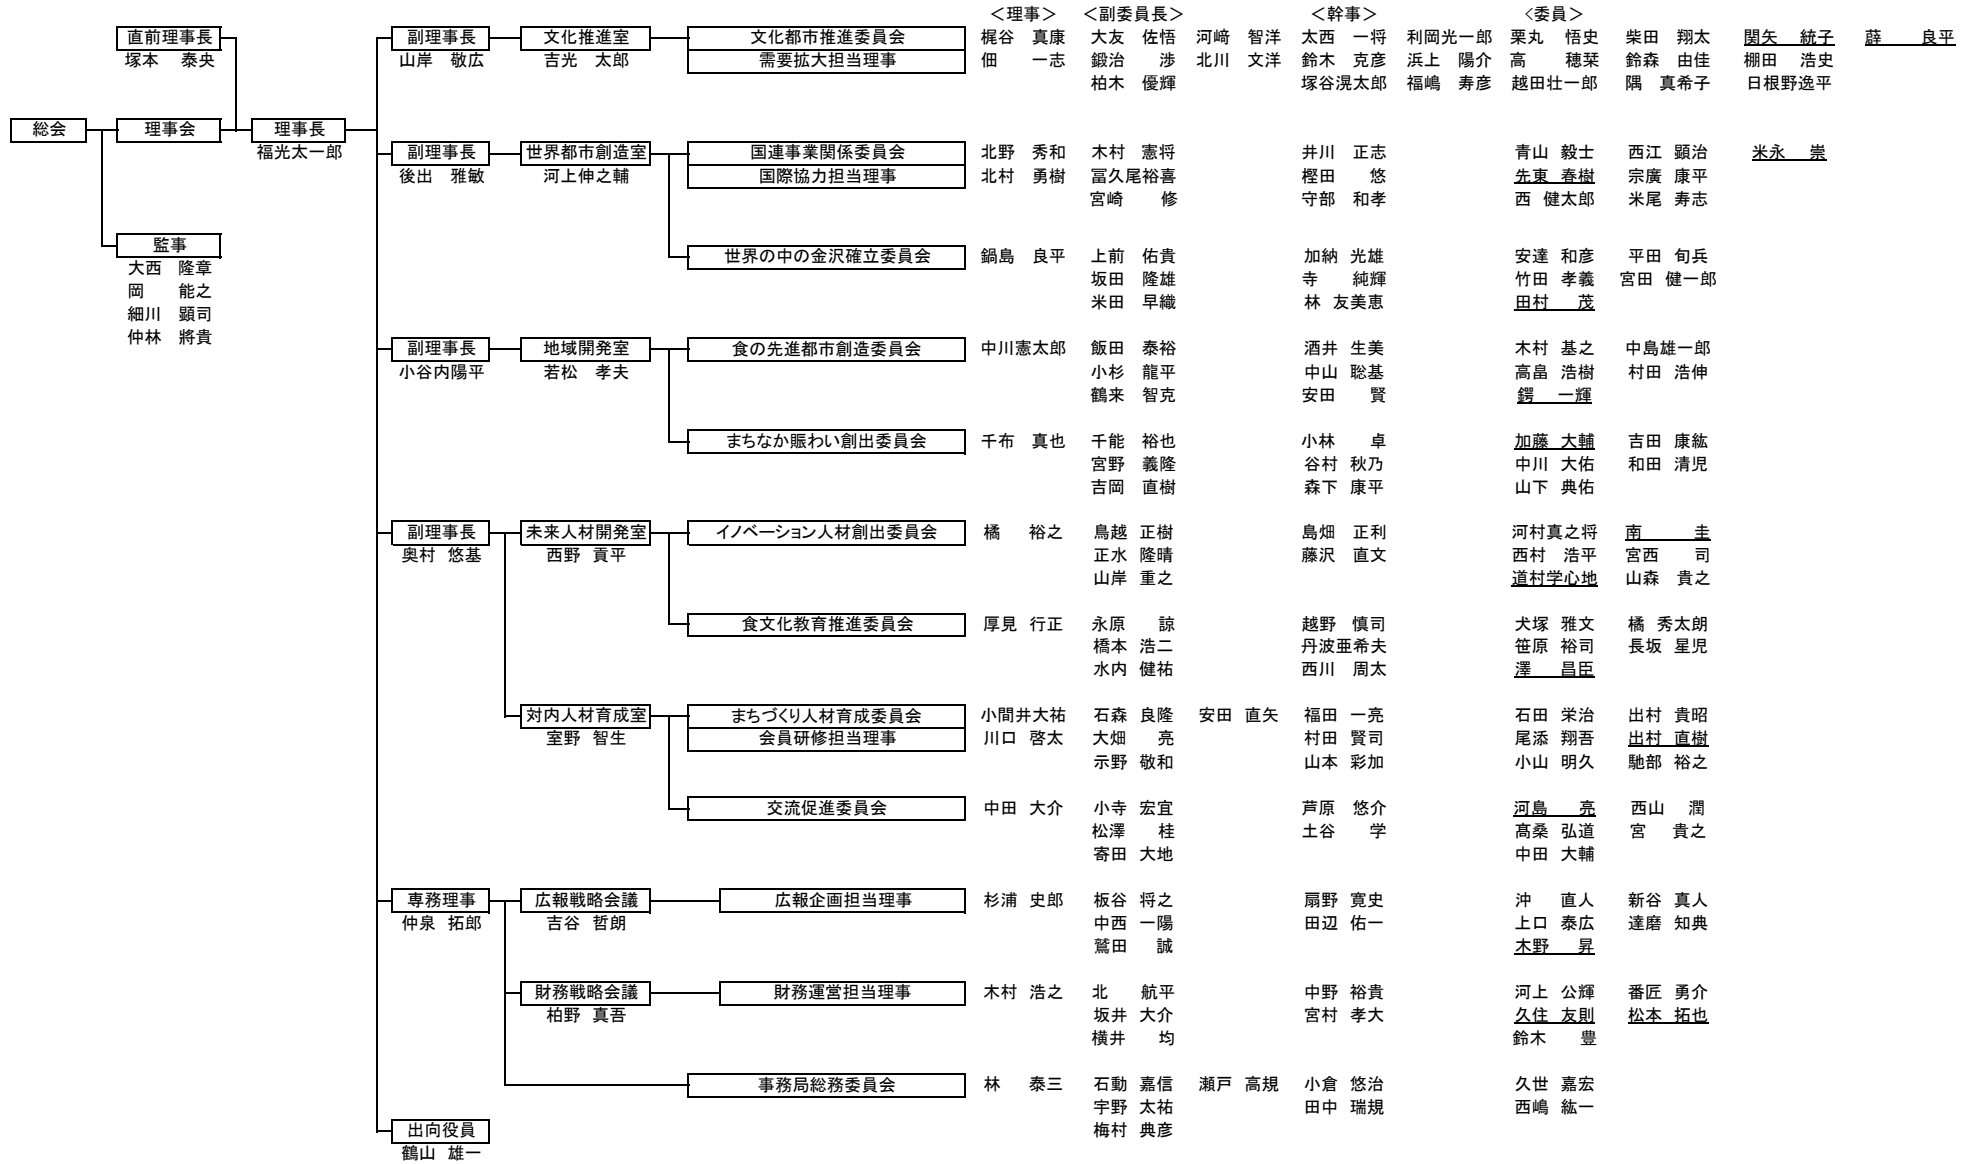 ＜理事＞ ＜副委員長＞ ＜幹事＞ ＜委員＞
直前理事長 副理事長 文化推進室 文化都市推進委員会 梶谷 真康 大友 佐悟 河﨑 智洋 太西 一将 利岡光一郎 栗丸 悟史 柴田 翔太 関矢 統子 薛 良平
塚本 泰央 山岸 敬広 吉光 太郎 需要拡大担当理事 佃 一志 鍛治 渉 北川 文洋 鈴木 克彦 浜上 陽介 高 穂栞 鈴森 由佳 棚田 浩史
柏木 優輝 塚谷滉太郎 福嶋 寿彦 越田壮一郎 隅 真希子 日根野逸平
総会 理事会 理事長
福光太一郎
副理事長 世界都市創造室 国連事業関係委員会 北野 秀和 木村 憲将 井川 正志 青山 毅士 西江 顕治 米永 崇
後出 雅敏 河上伸之輔 国際協力担当理事 北村 勇樹 冨久尾裕喜 樫田 悠 先東 春樹 宗廣 康平
宮崎 修 守部 和孝 西 健太郎 米尾 寿志
監事
世界の中の金沢確立委員会 鍋島 良平 上前 佑貴 加納 光雄 安達 和彦 平田 旬兵
大西 隆章
坂田 隆雄 寺 純輝 竹田 孝義 宮田 健一郎
岡 能之
米田 早織 林 友美恵 田村 茂
細川 顕司
仲林 將貴
副理事長 地域開発室 食の先進都市創造委員会 中川憲太郎 飯田 泰裕 酒井 生美 木村 基之 中島雄一郎
小谷内陽平 若松 孝夫 小杉 龍平 中山 聡基 高畠 浩樹 村田 浩伸
鶴来 智克 安田 賢 鍔 一輝
まちなか賑わい創出委員会 千布 真也 千能 裕也 小林 卓 加藤 大輔 吉田 康紘
宮野 義隆 谷村 秋乃 中川 大佑 和田 清児
吉岡 直樹 森下 康平 山下 典佑
副理事長 未来人材開発室 イノベーション人材創出委員会 橘 裕之 鳥越 正樹 島畑 正利 河村真之将 南 圭
奥村 悠基 西野 貢平 正水 隆晴 藤沢 直文 西村 浩平 宮西 司
山岸 重之 道村学心地 山森 貴之
食文化教育推進委員会 厚見 行正 永原 諒 越野 慎司 犬塚 雅文 橘 秀太朗
橋本 浩二 丹波亜希夫 笹原 裕司 長坂 星児
水内 健祐 西川 周太 澤 昌臣
対内人材育成室 まちづくり人材育成委員会 小間井大祐 石森 良隆 安田 直矢 福田 一亮 石田 栄治 出村 貴昭
室野 智生 会員研修担当理事 川口 啓太 大畑 亮 村田 賢司 尾添 翔吾 出村 直樹
示野 敬和 山本 彩加 小山 明久 馳部 裕之
交流促進委員会 中田 大介 小寺 宏宜 芦原 悠介 河島 亮 西山 潤
松澤 桂 土谷 学 髙桑 弘道 宮 貴之
寄田 大地 中田 大輔
専務理事 広報戦略会議 広報企画担当理事 杉浦 史郎 板谷 将之 扇野 寛史 沖 直人 新谷 真人
仲泉 拓郎 吉谷 哲朗 中西 一陽 田辺 佑一 上口 泰広 達磨 知典
鷲田 誠 木野 昇
財務戦略会議 財務運営担当理事 木村 浩之 北 航平 中野 裕貴 河上 公輝 番匠 勇介
柏野 真吾 坂井 大介 宮村 孝大 久住 友則 松本 拓也
横井 均 鈴木 豊
事務局総務委員会 林 泰三 石動 嘉信 瀬戸 高規 小倉 悠治 久世 嘉宏
宇野 太祐 田中 瑞規 西嶋 紘一
出向役員 梅村 典彦
鶴山 雄一